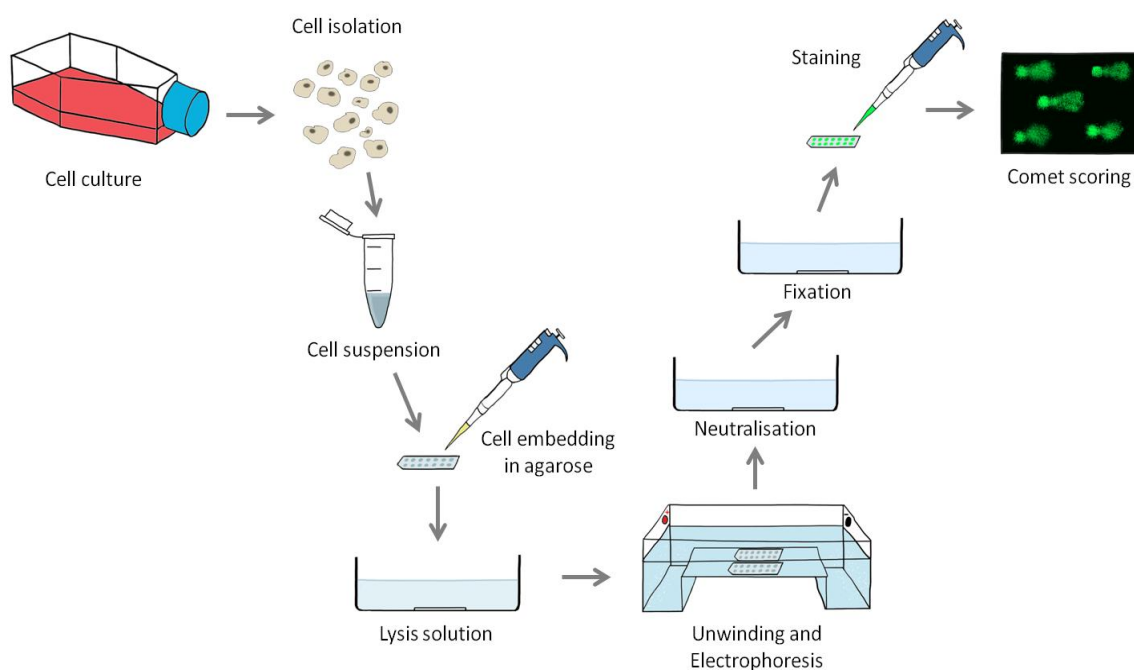 Cell culture
Cell isolation
Cell suspension
Cell embedding
in agarose
Lysis solution
Unwinding and
Electrophoresis
Neutralisation
Fixation
Staining
Comet scoring